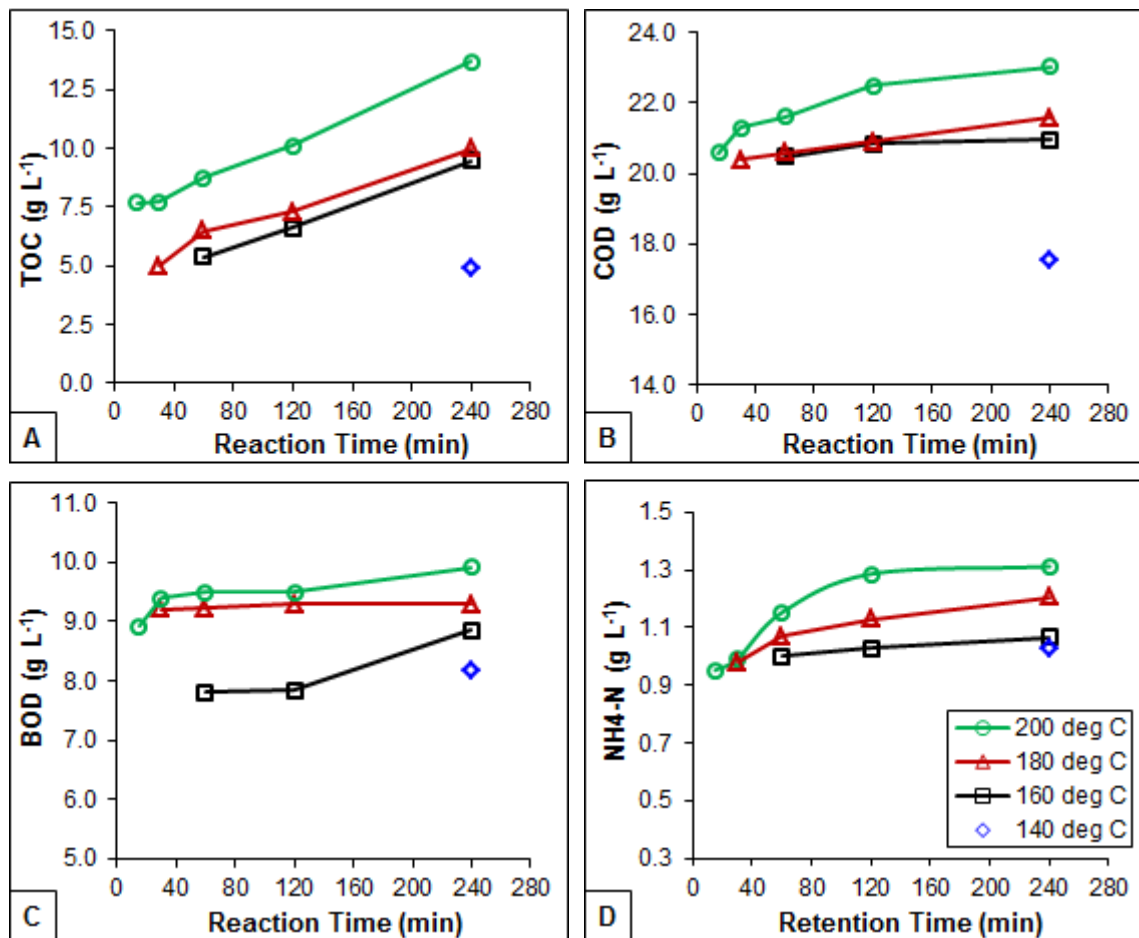 15.0
12.5
10.0
7.5
5.0
2.5
0.0
TOC (g L-1)
0 40 80 120 160 200 240 280
A
Reaction Time (min)
24.0
22.0
20.0
18.0
16.0
14.0
COD (g L-1)
0 40 80 120 160 200 240 280
B
Reaction Time (min)
11.0
10.0
9.0
8.0
7.0
6.0
5.0
BOD (g L-1)
0 40 80 120 160 200 240 280
C
Reaction Time (min)
1.5
1.3
1.1
0.9
0.7
0.5
0.3
NH4-N (g L-1)
200 deg C
180 deg C
160 deg C
140 deg C
0 40 80 120 160 200 240 280
D
Retention Time (min)